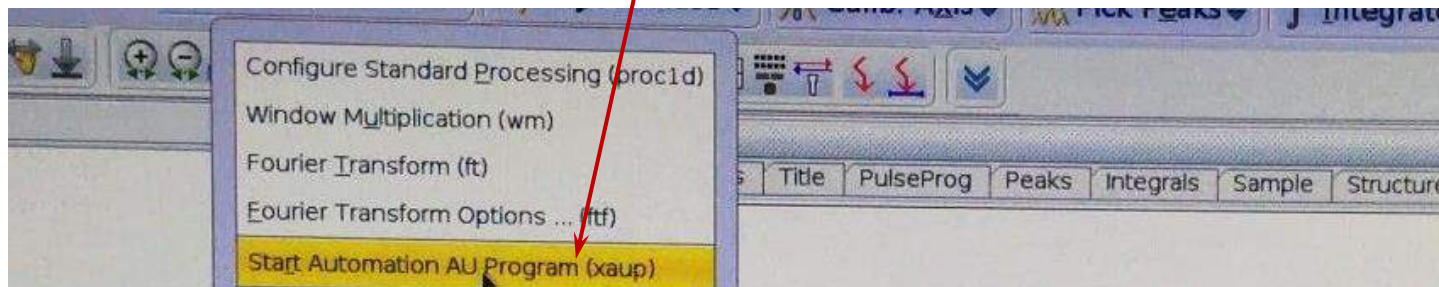 Pick Peaks Integrate
Configure Standard Processing (proc1d)
Window Multiplication (wm)
Fourier Transform (ft)
Title PulseProg Peaks Integrals Sample Structure
Fourier Transform Options ... (ftf)
Start Automation AU Program (xaup)